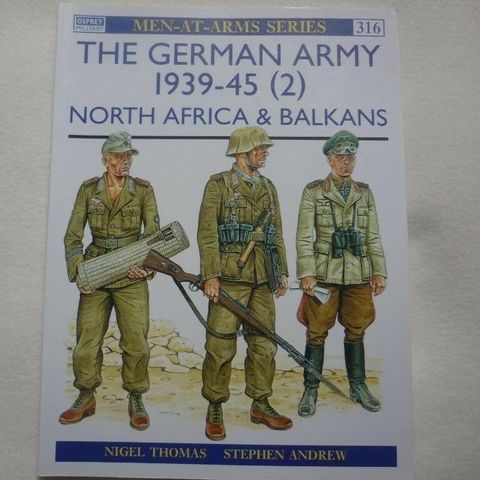 OSPREY
MILITARY
MEN-AT-ARMS SERIES
316
THE GERMAN ARMY
1939-45 (2)
NORTH AFRICA & BALKANS
NIGEL THOMAS STEPHEN ANDREW